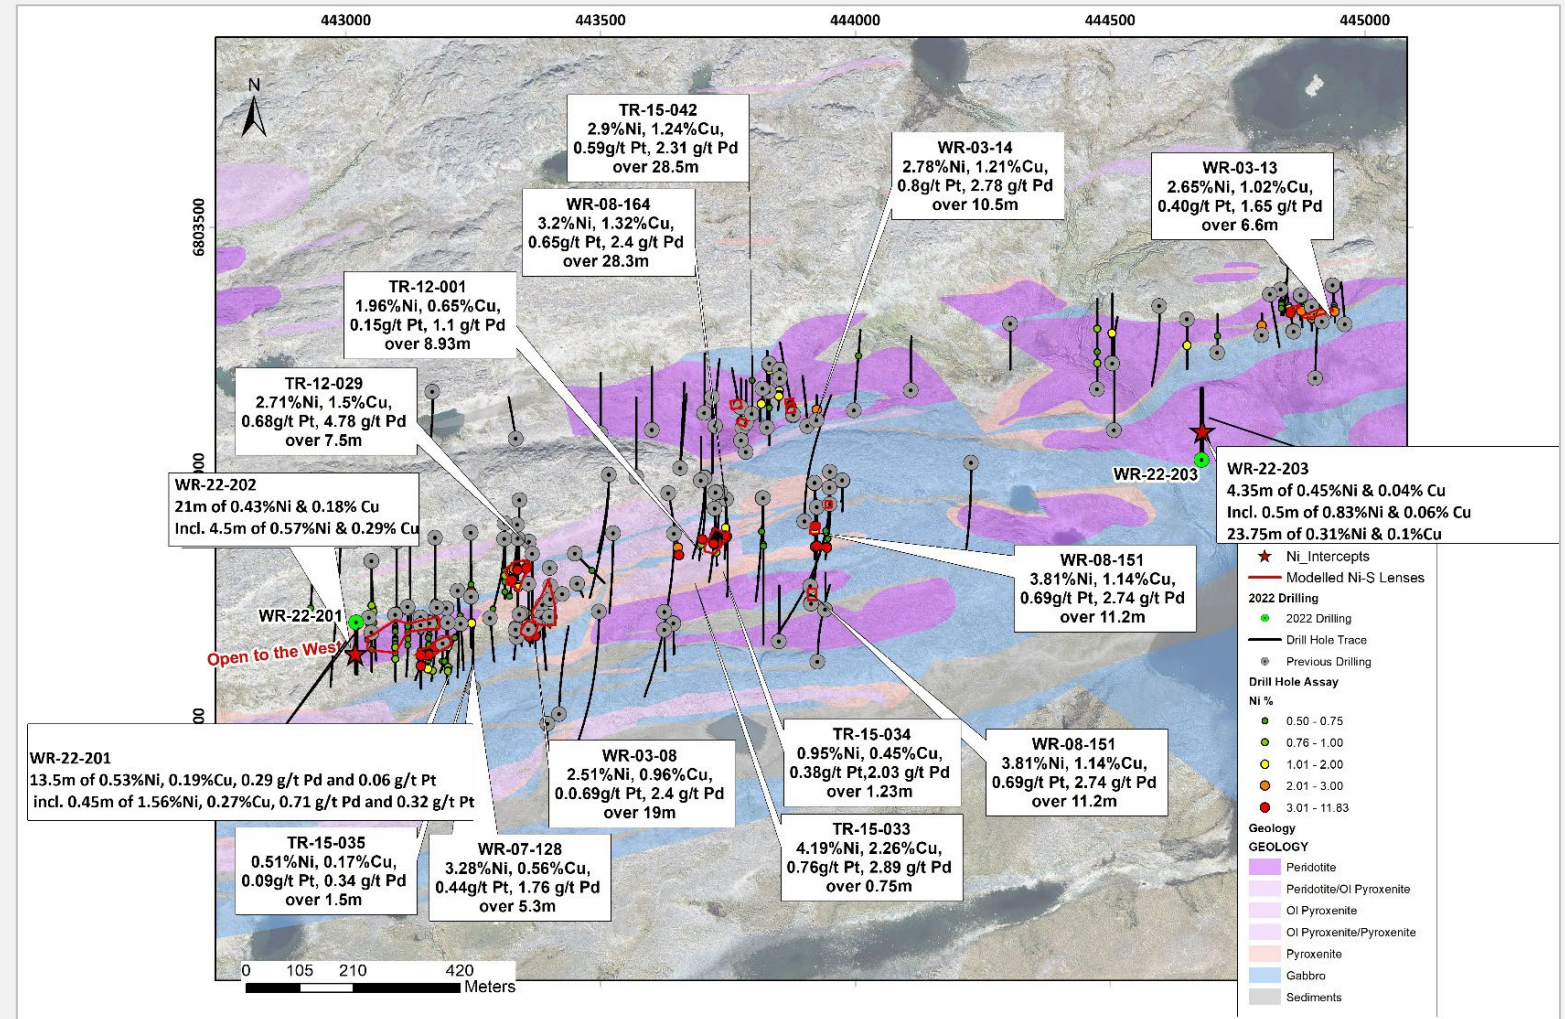 443000
443500
444000
444500
445000
N
6803500
000
00
TR-15-042
2.9%Ni, 1.24%Cu,
0.59g/t Pt, 2.31 g/t Pd
over 28.5m
WR-03-14
2.78%Ni, 1.21%Cu,
0.8g/t Pt, 2.78 g/t Pd
over 10.5m
WR-03-13
2.65%Ni, 1.02%Cu,
0.40g/t Pt, 1.65 g/t Pd
over 6.6m
WR-08-164
3.2%Ni, 1.32%Cu,
0.65g/t Pt, 2.4 g/t Pd
over 28.3m
TR-12-001
1.96%Ni, 0.65%Cu,
0.15g/t Pt, 1.1 g/t Pd
over 8.93m
TR-12-029
2.71%Ni, 1.5%Cu,
0.68g/t Pt, 4.78 g/t Pd
over 7.5m
WR-22-202
21m of 0.43%Ni & 0.18% Cu
Incl. 4.5m of 0.57%Ni & 0.29% Cu
WR-22-203
WR-22-203
4.35m of 0.45%Ni & 0.04% Cu
Incl. 0.5m of 0.83%Ni & 0.06% Cu
23.75m of 0.31%Ni & 0.1%Cu
WR-22-201
Open to the West
WR-08-151
3.81%Ni, 1.14%Cu,
0.69g/t Pt, 2.74 g/t Pd
over 11.2m
WR-22-201
13.5m of 0.53%Ni, 0.19%Cu, 0.29 g/t Pd and 0.06 g/t Pt
incl. 0.45m of 1.56%Ni, 0.27%Cu, 0.71 g/t Pd and 0.32 g/t Pt
WR-03-08
2.51%Ni, 0.96%Cu,
0.0.69g/t Pt, 2.4 g/t Pd
over 19m
TR-15-034
0.95%Ni, 0.45%Cu,
0.38g/t Pt,2.03 g/t Pd
over 1.23m
WR-08-151
3.81%Ni, 1.14%Cu,
0.69g/t Pt, 2.74 g/t Pd
over 11.2m
TR-15-035
0.51%Ni, 0.17%Cu,
0.09g/t Pt, 0.34 g/t Pd
over 1.5m
WR-07-128
3.28%Ni, 0.56%Cu,
0.44g/t Pt, 1.76 g/t Pd
over 5.3m
TR-15-033
4.19%Ni, 2.26%Cu,
0.76g/t Pt, 2.89 g/t Pd
over 0.75m
0 105 210 420
Meters
Ni_Intercepts
Modelled Ni-S Lenses
2022 Drilling
2022 Drilling
Drill Hole Trace
Previous Drilling
Drill Hole Assay
Ni %
0.50 - 0.75
0.76 - 1.00
1.01 - 2.00
2.01 - 3.00
3.01 - 11.83
Geology
GEOLOGY
Peridotite
Peridotite/Ol Pyroxenite
Ol Pyroxenite
Ol Pyroxenite/Pyroxenite
Pyroxenite
Gabbro
Sediments